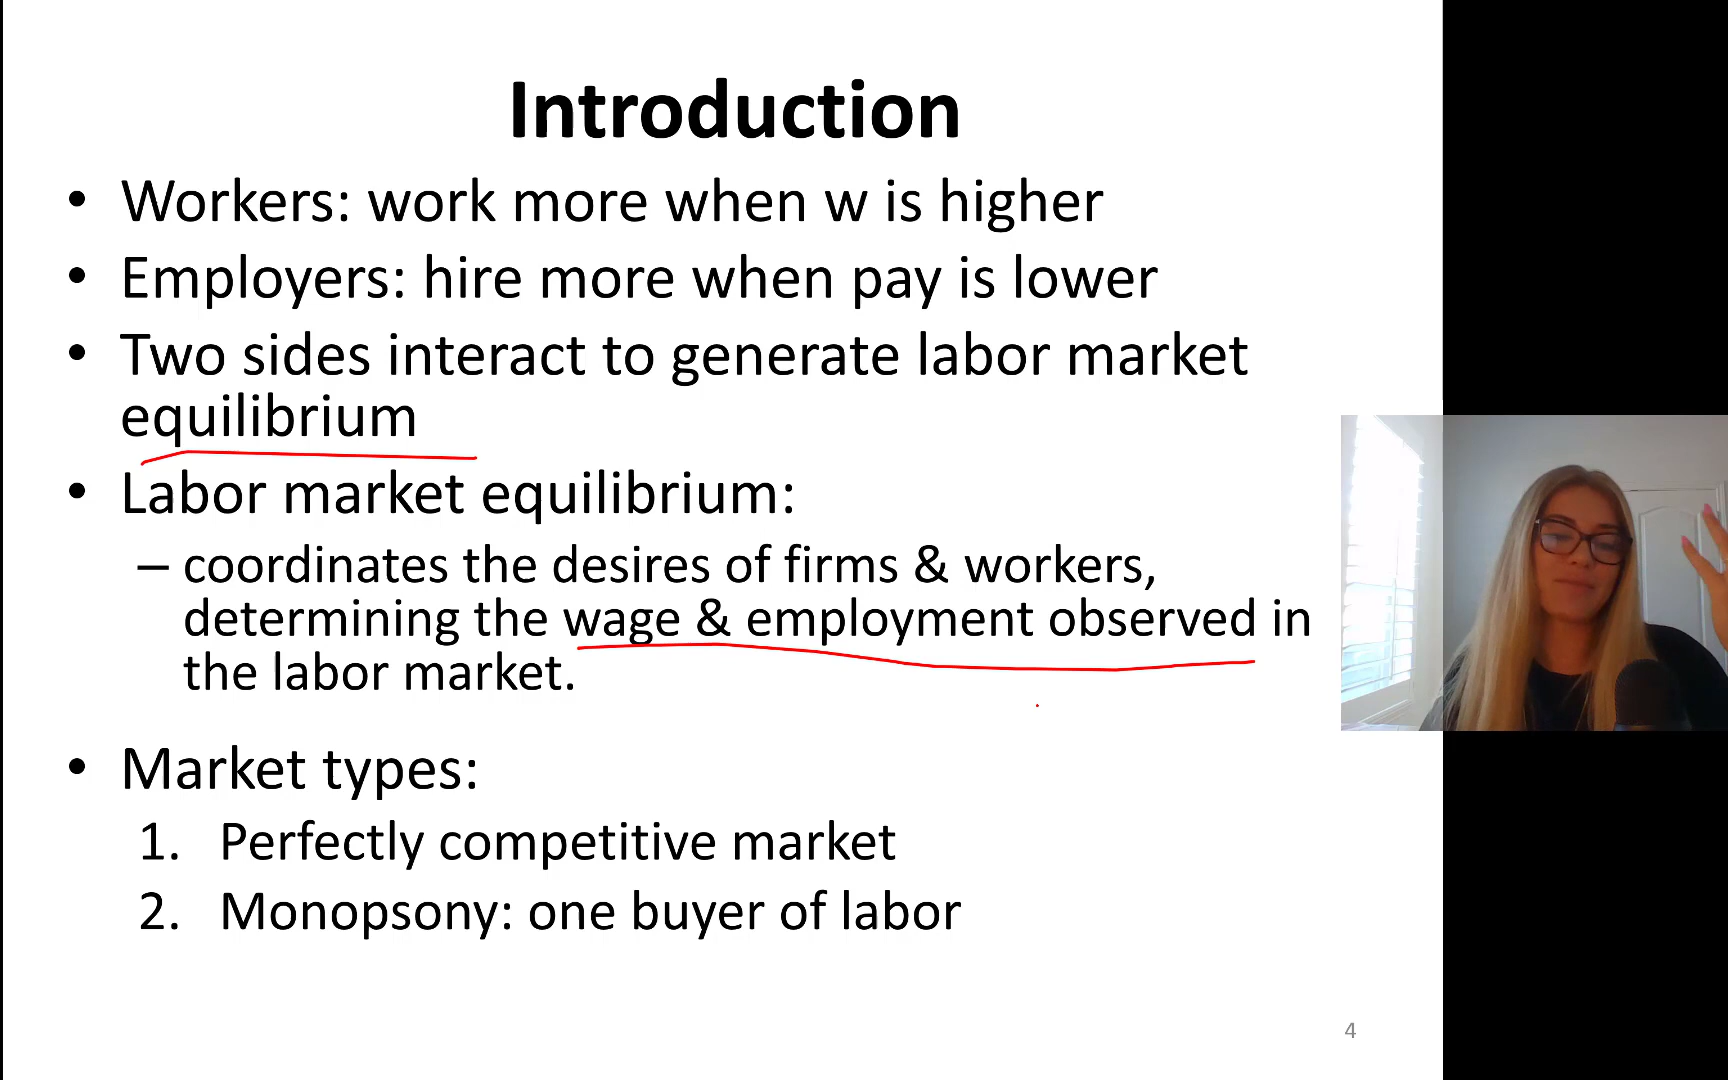 Introduction
• Workers: work more when w is higher
• Employers: hire more when pay is lower
• Two sides interact to generate labor market
equilibrium
• Labor market equilibrium:
– coordinates the desires of firms & workers,
determining the wage & employment observed in
the labor market.
• Market types:
1. Perfectly competitive market
2. Monopsony: one buyer of labor
4